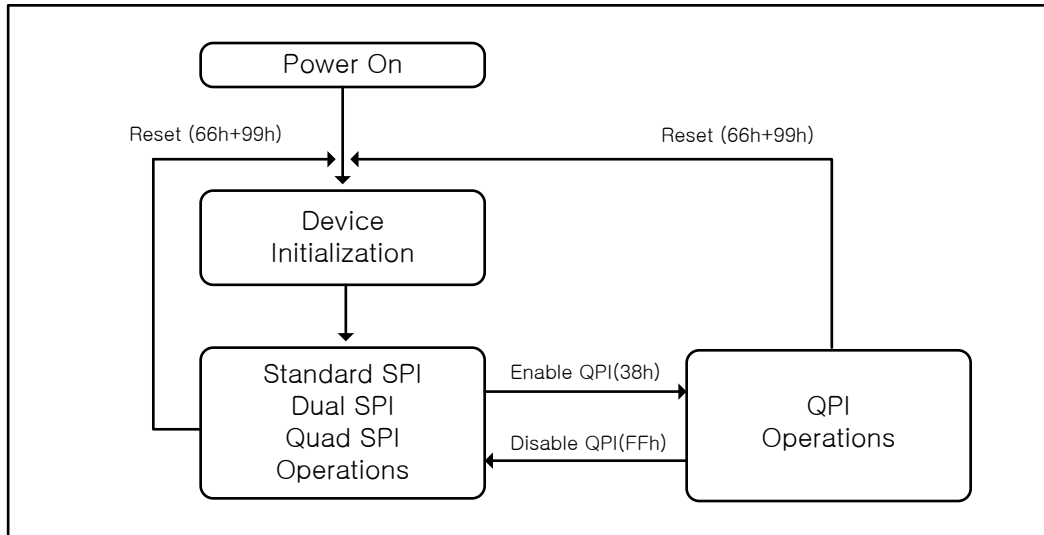 Power On
Reset (66h+99h)
Reset (66h+99h)
Device
Initialization
Standard SPI
Dual SPI
Quad SPI
Operations
Enable QPI(38h)
Disable QPI(FFh)
QPI
Operations